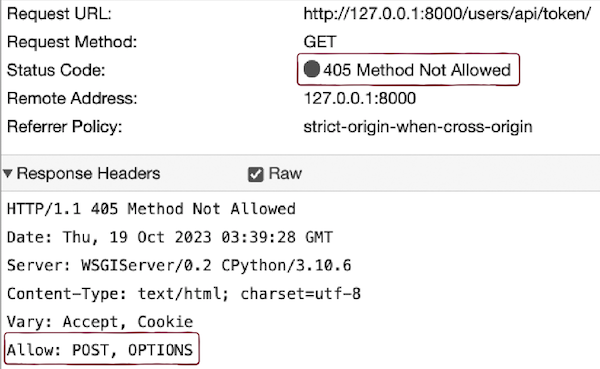 Request URL: http://127.0.0.1:8000/users/api/token/
Request Method: GET
Status Code: 405 Method Not Allowed
Remote Address: 127.0.0.1:8000
Referrer Policy: strict-origin-when-cross-origin
Response Headers Raw
HTTP/1.1 405 Method Not Allowed
Date: Thu, 19 Oct 2023 03:39:28 GMT
Server: WSGIServer/0.2 CPython/3.10.6
Content-Type: text/html; charset=utf-8
Vary: Accept, Cookie
Allow: POST, OPTIONS